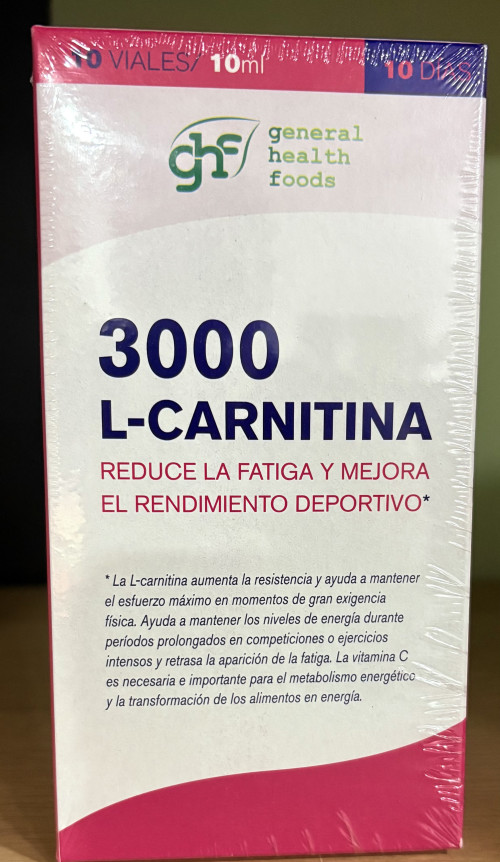 10 VIALES/ 10ml
10 DÍAS
ghf general
health
foods
3000
L-CARNITINA
REDUCE LA FATIGA Y MEJORA
EL RENDIMIENTO DEPORTIVO*
* La L-carnitina aumenta la resistencia y ayuda a mantener
el esfuerzo máximo en momentos de gran exigencia
física. Ayuda a mantener los niveles de energía durante
períodos prolongados en competiciones o ejercicios
intensos y retrasa la aparición de la fatiga. La vitamina C
es necesaria e importante para el metabolismo energético
y la transformación de los alimentos en energía.